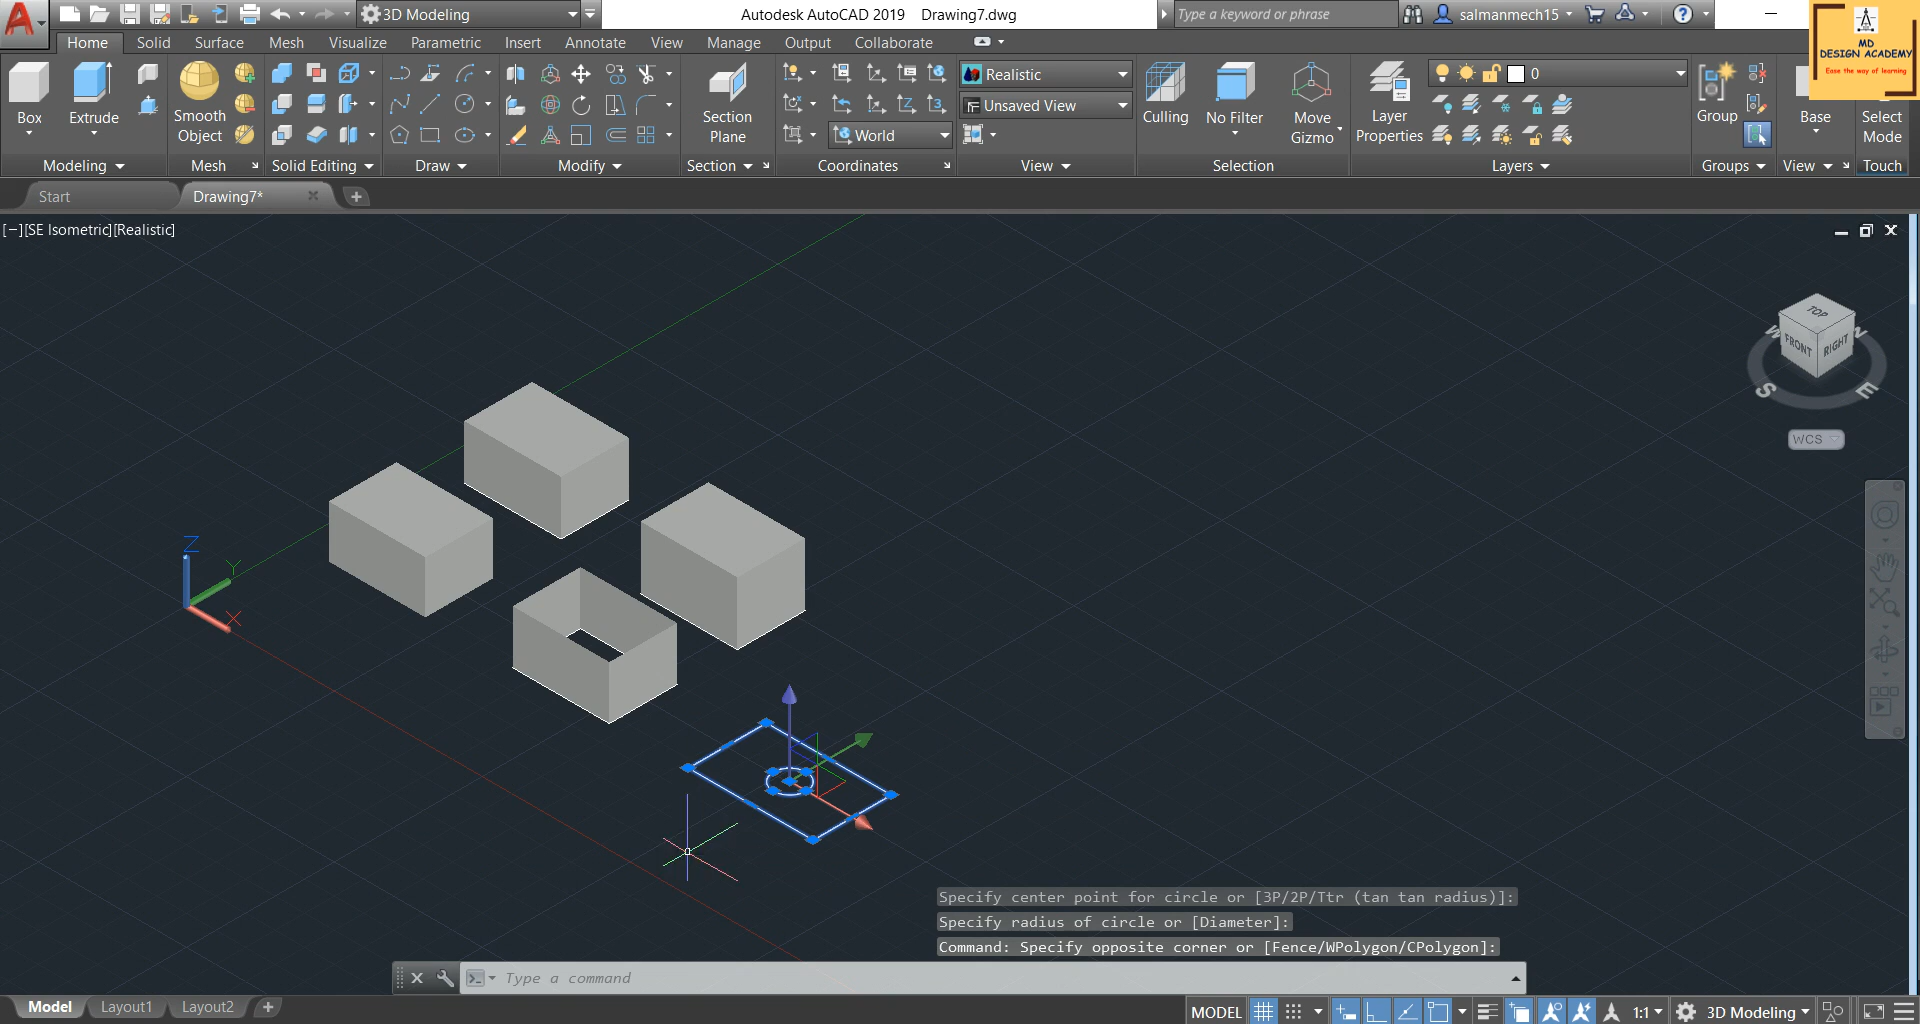 3D Modeling
Autodesk AutoCAD 2019 Drawing7.dwg
Type a keyword or phrase
salmanmech15
MD
DESIGN ACADEMY
Ease the way of learning
Home Solid Surface Mesh Visualize Parametric Insert Annotate View Manage Output Collaborate
Box
Extrude
Smooth
Object
Section
Plane
World
Realistic
Unsaved View
Culling
No Filter
Move
Gizmo
Layer
Properties
0
Group
Base
Select
Mode
Modeling Mesh Solid Editing Draw Modify Section Coordinates View Selection Layers Groups View Touch
Start Drawing7*
[−][SE Isometric][Realistic]
TOP
FRONT
RIGHT
W
N
S
E
WCS
Z
Y
X
Specify center point for circle or [3P/2P/Ttr (tan tan radius)]:
Specify radius of circle or [Diameter]:
Command: Specify opposite corner or [Fence/WPolygon/CPolygon]:
Type a command
Model Layout1 Layout2
MODEL 1:1 3D Modeling